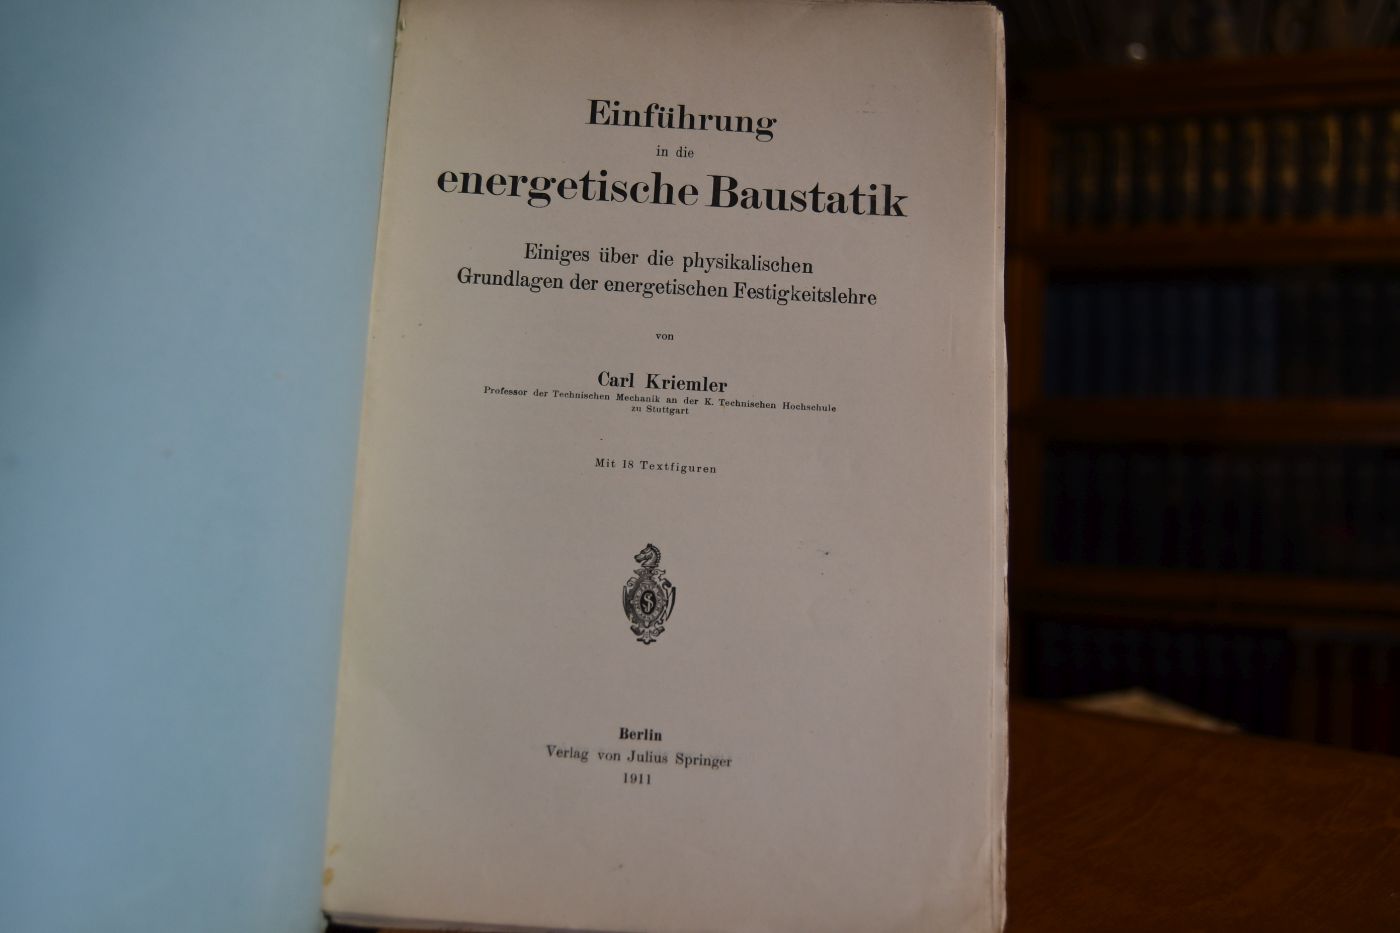 Einführung
in die
energetische Baustatik
Einiges über die physikalischen
Grundlagen der energetischen Festigkeitslehre
von
Carl Kriemler
Professor der Technischen Mechanik an der K. Technischen Hochschule
zu Stuttgart
Mit 18 Textfiguren
Berlin
Verlag von Julius Springer
1911